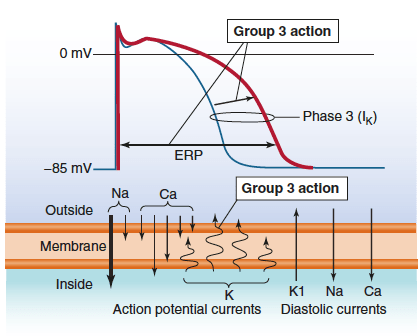 Group 3 action
0 mV
Phase 3 (IK)
ERP
–85 mV
Na
Ca
Group 3 action
Outside
Membrane
Inside
K
K1
Na
Ca
Action potential currents
Diastolic currents